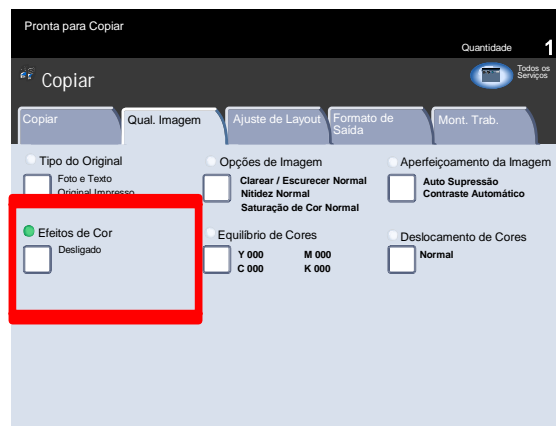 Pronta para Copiar
Quantidade 1
Copiar
Todos os
Serviços
Copiar
Qual. Imagem
Ajuste de Layout
Formato de
Saída
Mont. Trab.
Tipo do Original
Foto e Texto
Original Impresso
Opções de Imagem
Clarear / Escurecer Normal
Nitidez Normal
Saturação de Cor Normal
Aperfeiçoamento da Imagem
Auto Supressão
Contraste Automático
Efeitos de Cor
Desligado
Equilíbrio de Cores
Y 000 M 000
C 000 K 000
Deslocamento de Cores
Normal